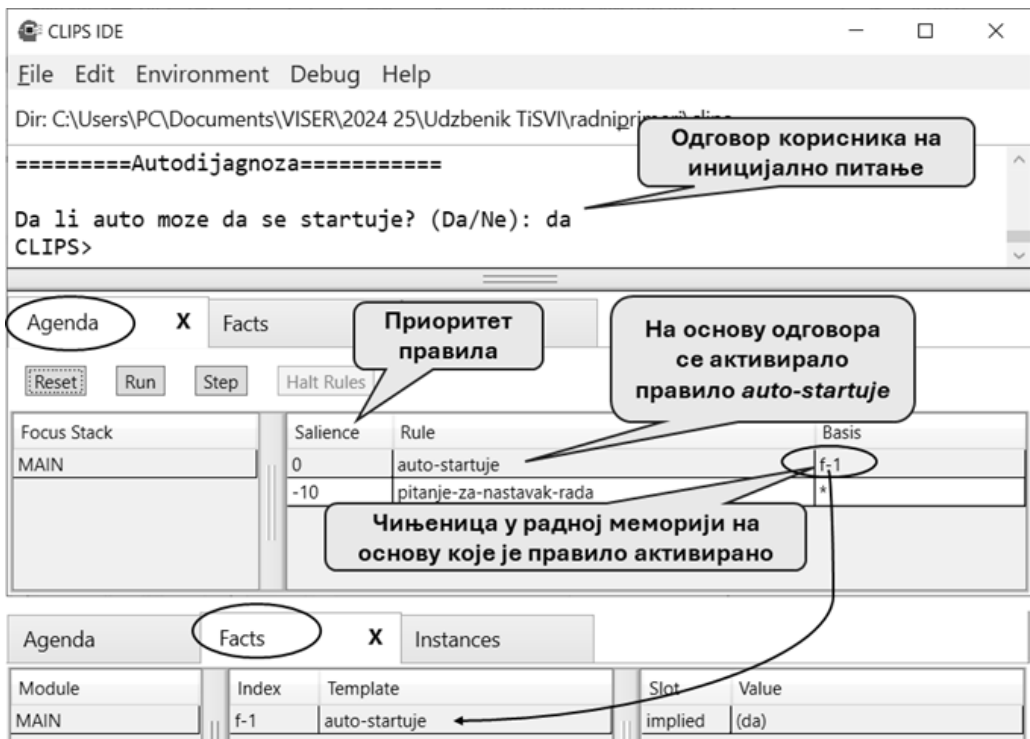 CLIPS IDE
File Edit Environment Debug Help
Dir: C:\Users\PC\Documents\VISER\2024 25\Udzbenik TiSVI\radniprimeri\clips
Одговор корисника на
иницијално питање
=========Autodijagnoza===========
Da li auto moze da se startuje? (Da/Ne): da
CLIPS>
Agenda X Facts
Приоритет
правила
На основу одговора
се активирало
правило auto-startuje
Reset Run Step Halt Rules
Focus Stack Salience Rule Basis
MAIN 0 auto-startuje f-1
-10 pitanje-za-nastavak-rada *
Чињеница у радној меморији на
основу које је правило активирано
Agenda Facts X Instances
Module Index Template Slot Value
MAIN f-1 auto-startuje implied (da)